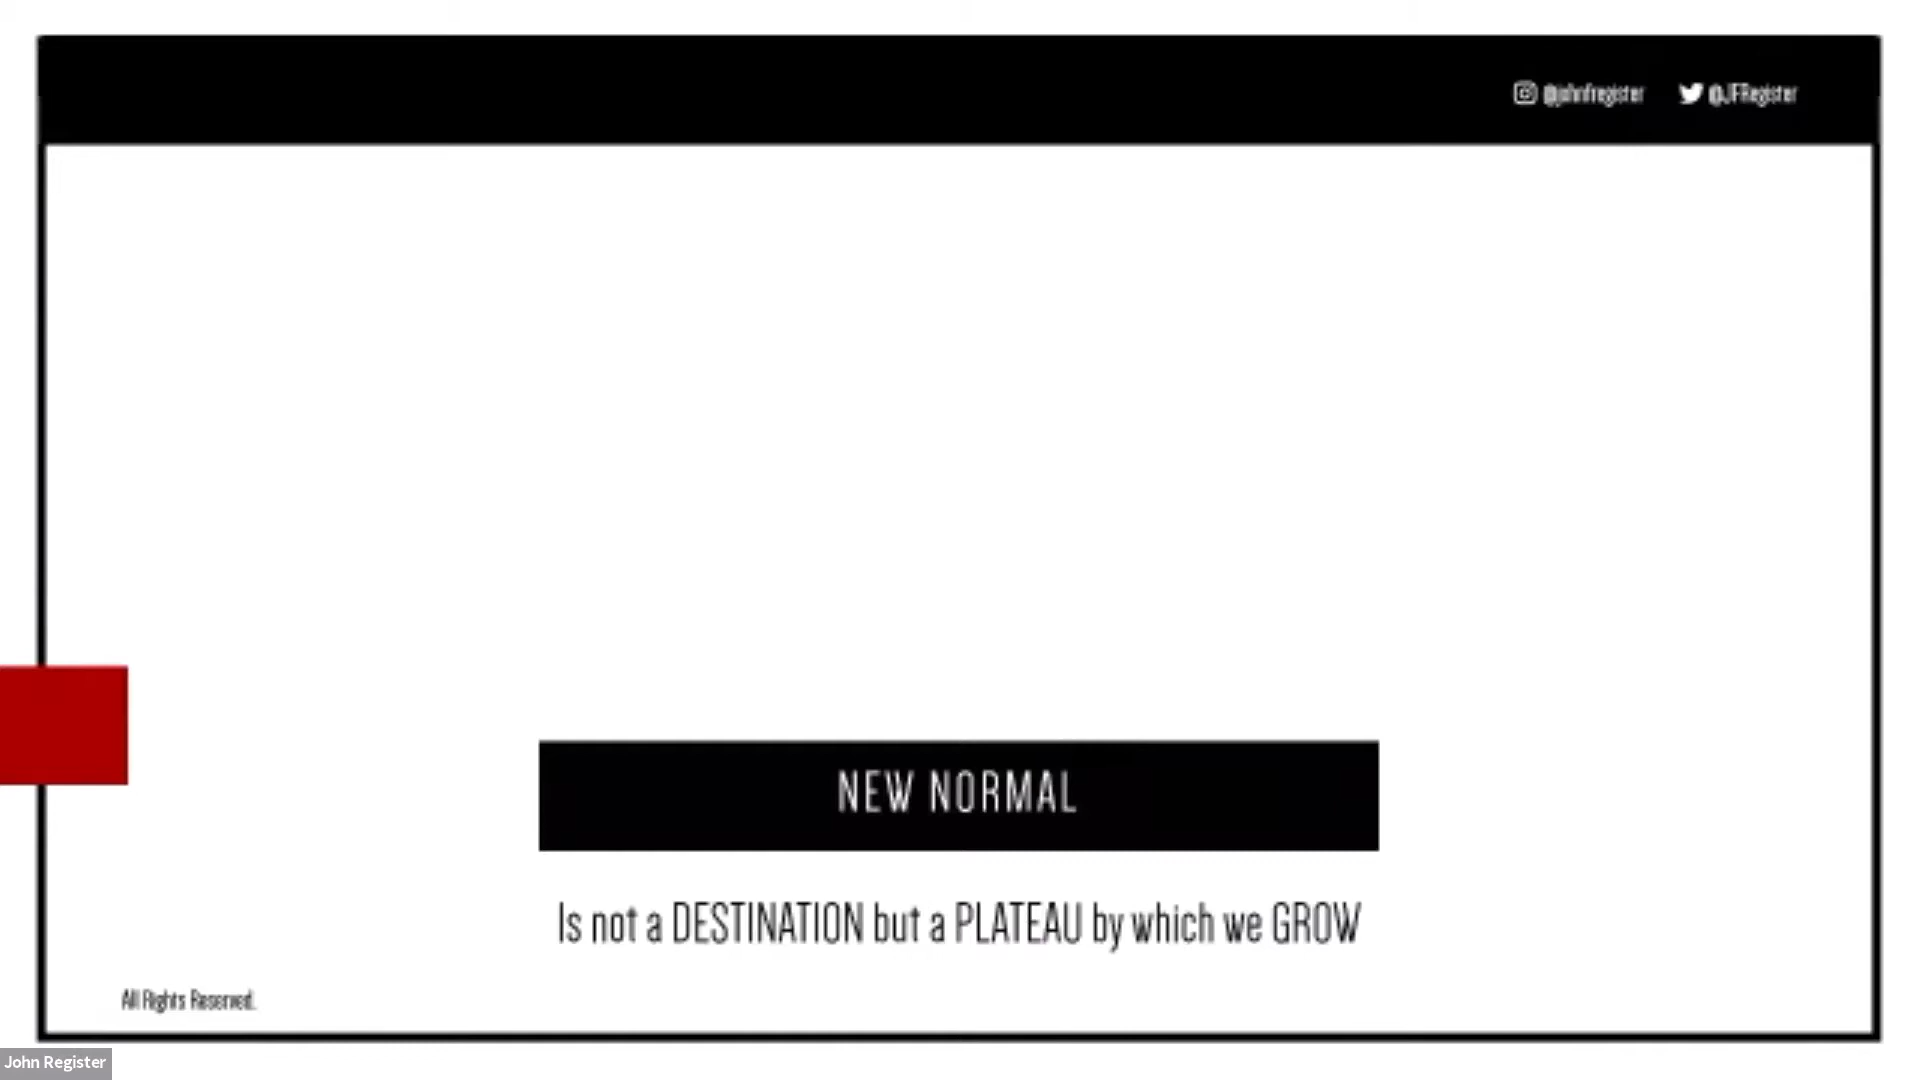 @johnfregister @JFRegister
NEW NORMAL
Is not a DESTINATION but a PLATEAU by which we GROW
All Rights Reserved.
John Register